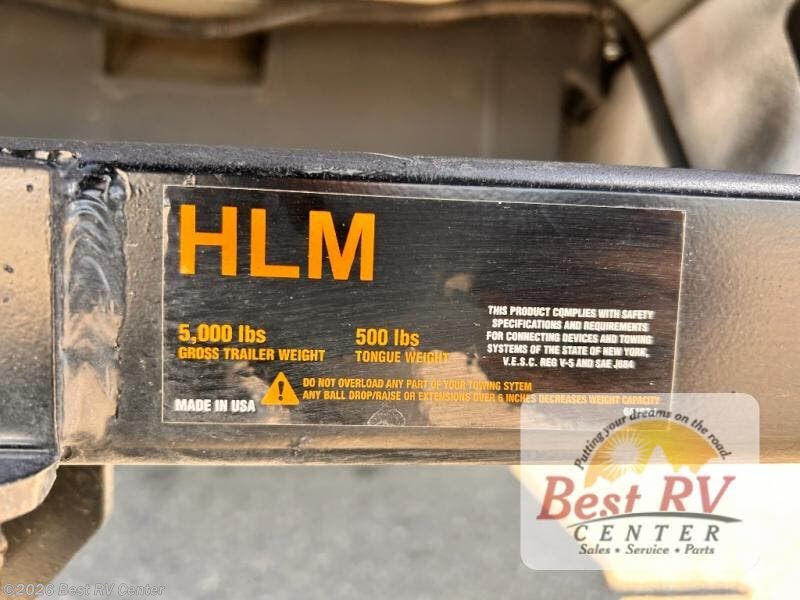 HLM
5,000 lbs
GROSS TRAILER WEIGHT
500 lbs
TONGUE WEIGHT
THIS PRODUCT COMPLIES WITH SAFETY
SPECIFICATIONS AND REQUIREMENTS
FOR CONNECTING DEVICES AND TOWING
SYSTEMS OF THE STATE OF NEW YORK,
V.E.S.C. REG V-5 AND SAE J684
DO NOT OVERLOAD ANY PART OF YOUR TOWING SYTEM
ANY BALL DROP/RAISE OR EXTENSIONS OVER 6 INCHES DECREASES WEIGHT CAPACITY
MADE IN USA
Putting your dreams on the road.
Best RV
CENTER
Sales • Service • Parts
Best RV Center